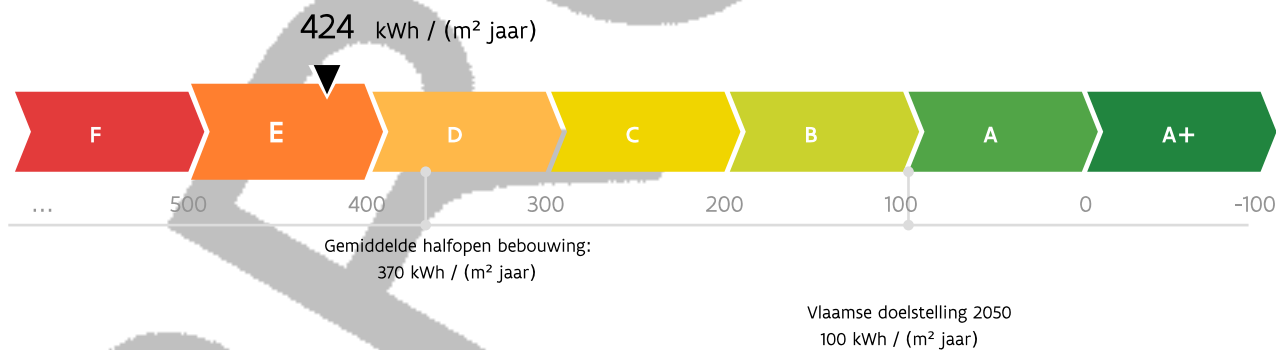 424 kWh / (m² jaar)
F E D C B A A+
... 500 400 300 200 100 0 -100
Gemiddelde halfopen bebouwing:
370 kWh / (m² jaar)
Vlaamse doelstelling 2050
100 kWh / (m² jaar)